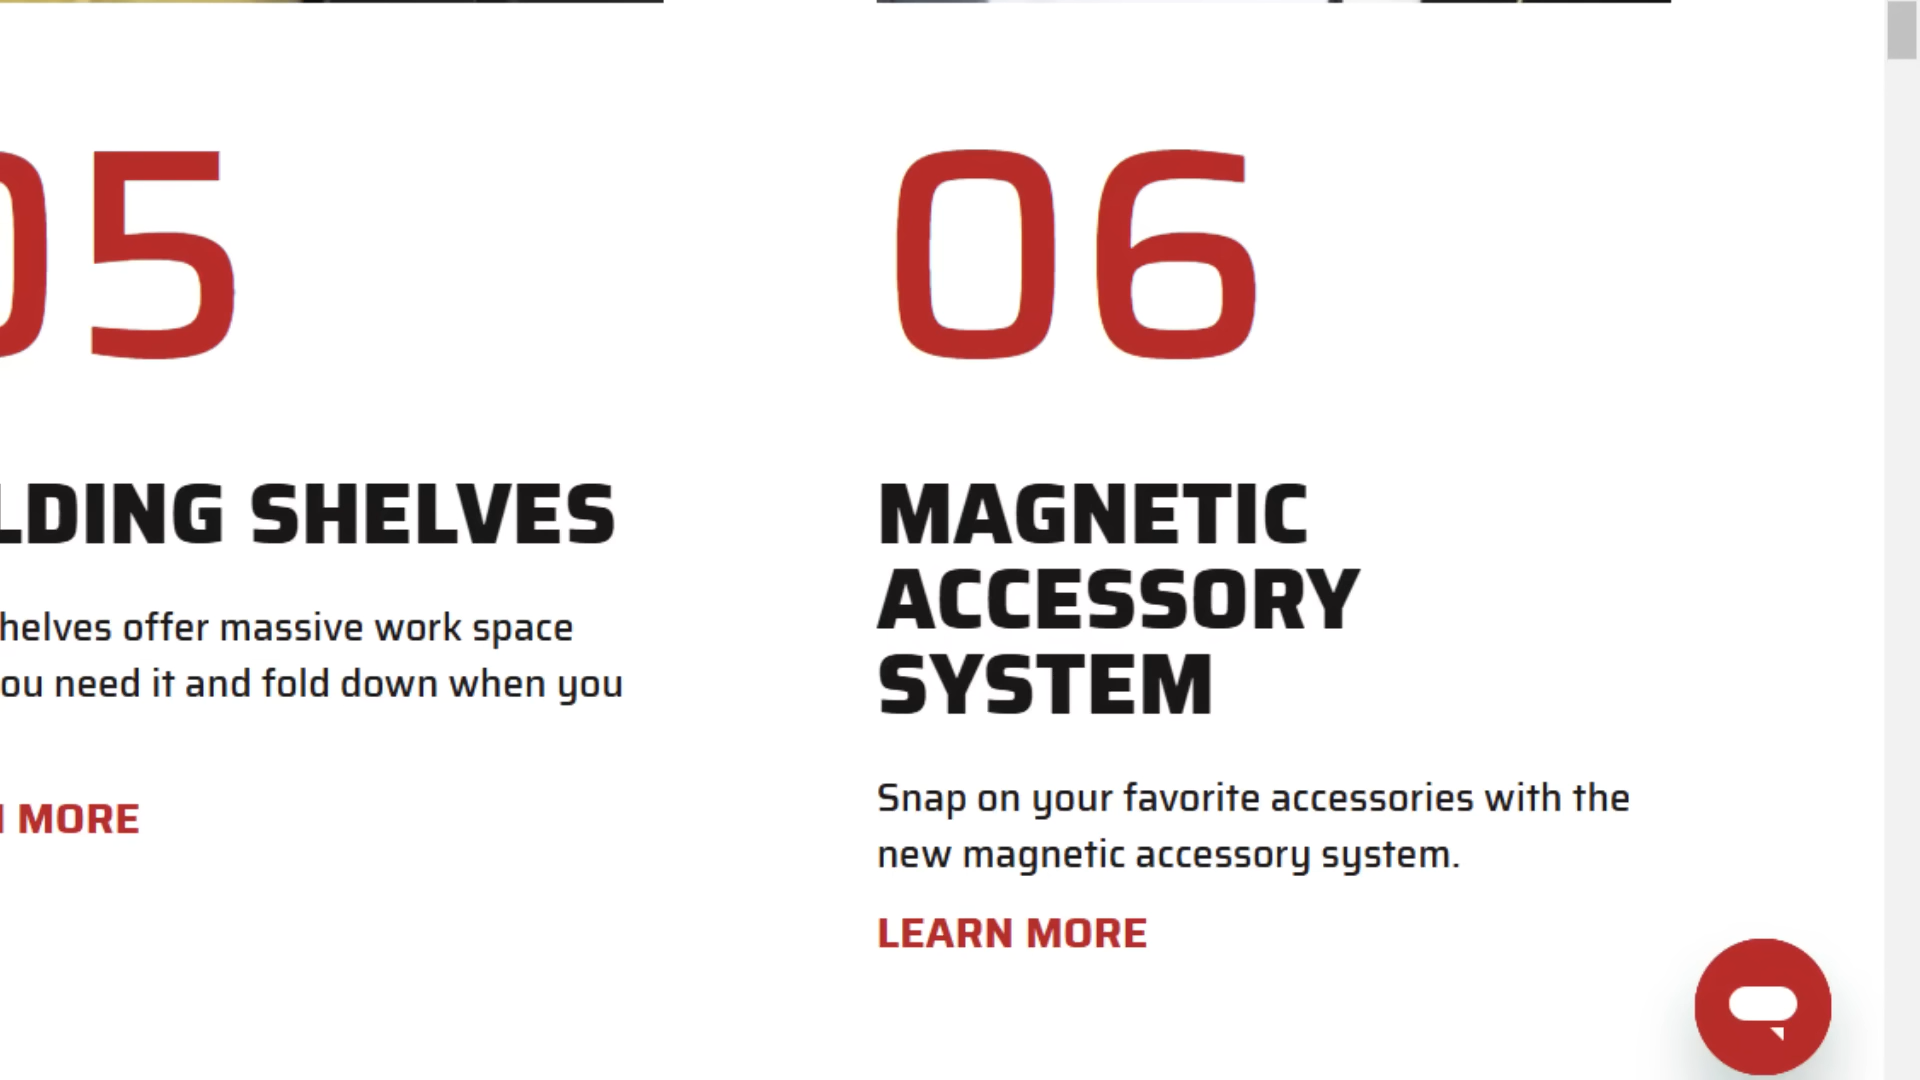 05
LDING SHELVES
helves offer massive work space
ou need it and fold down when you
MORE
06
MAGNETIC
ACCESSORY
SYSTEM
Snap on your favorite accessories with the
new magnetic accessory system.
LEARN MORE